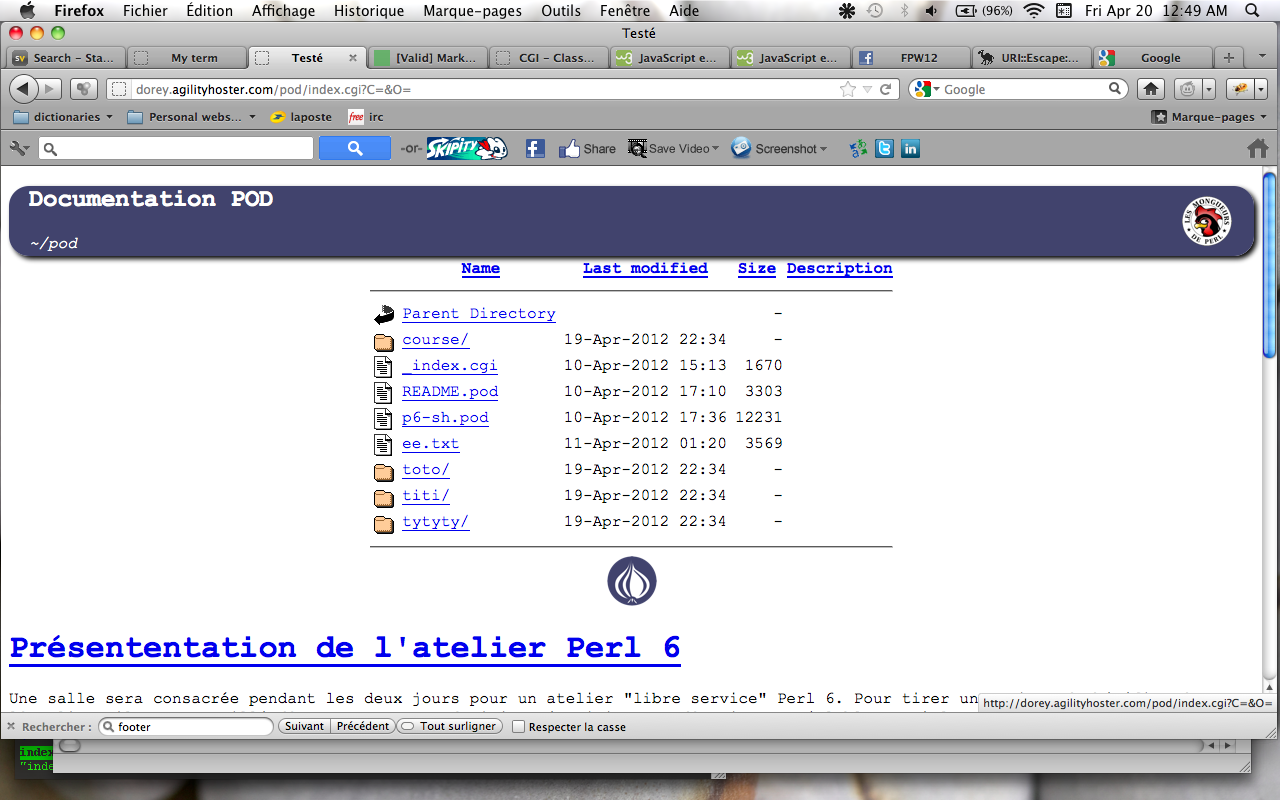 Firefox Fichier Édition Affichage Historique Marque-pages Outils Fenêtre Aide (96%) Fri Apr 20 12:49 AM
Testé
sv Search – Sta... My term Testé [Valid] Mark... CGI – Class... JavaScript e... JavaScript e... FPW12 URI::Escape:... Google
dorey.agilityhoster.com/pod/index.cgi?C=&O= Google
dictionaries Personal webs... laposte free irc Marque-pages
-or- SKIPITY Share Save Video Screenshot
Documentation POD
LES MONGUEURS DE PERL
~/pod
Name Last modified Size Description
Parent Directory -
course/ 19-Apr-2012 22:34 -
_index.cgi 10-Apr-2012 15:13 1670
README.pod 10-Apr-2012 17:10 3303
p6-sh.pod 10-Apr-2012 17:36 12231
ee.txt 11-Apr-2012 01:20 3569
toto/ 19-Apr-2012 22:34 -
titi/ 19-Apr-2012 22:34 -
tytyty/ 19-Apr-2012 22:34 -
Présententation de l'atelier Perl 6
Une salle sera consacrée pendant les deux jours pour un atelier "libre service" Perl 6. Pour tirer un
http://dorey.agilityhoster.com/pod/index.cgi?C=&O=
Rechercher : footer Suivant Précédent Tout surligner Respecter la casse
index
"inde